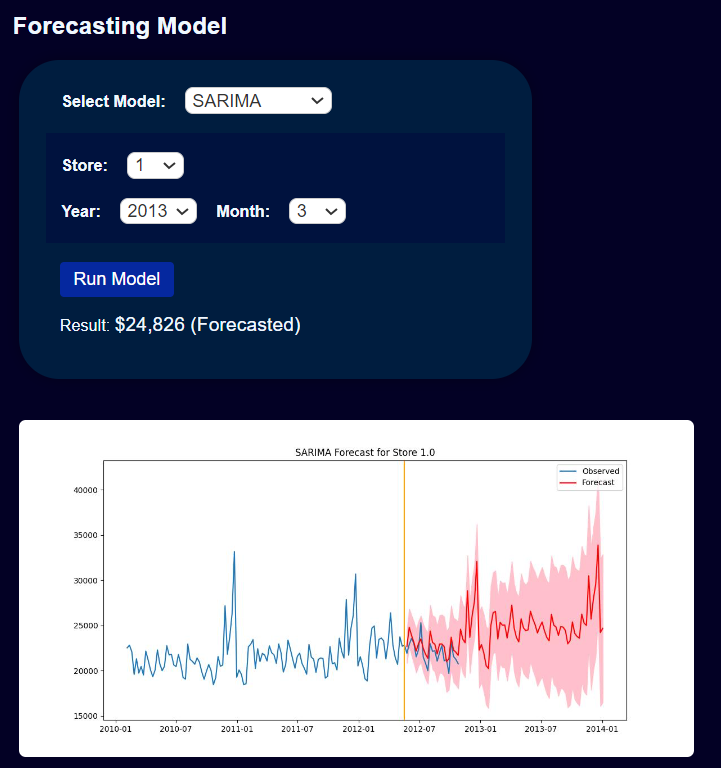 Forecasting Model
Select Model: SARIMA
Store: 1
Year: 2013 Month: 3
Run Model
Result: $24,826 (Forecasted)
SARIMA Forecast for Store 1.0
Observed
Forecast
40000
35000
30000
25000
20000
15000
2010-01 2010-07 2011-01 2011-07 2012-01 2012-07 2013-01 2013-07 2014-01